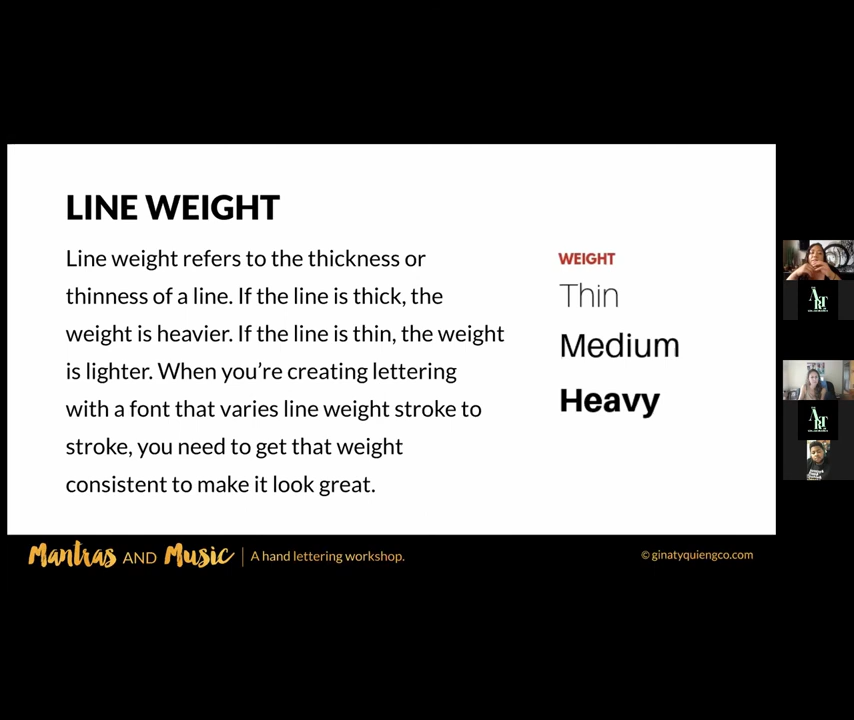 LINE WEIGHT
Line weight refers to the thickness or
thinness of a line. If the line is thick, the
weight is heavier. If the line is thin, the weight
is lighter. When you’re creating lettering
with a font that varies line weight stroke to
stroke, you need to get that weight
consistent to make it look great.
WEIGHT
Thin
Medium
Heavy
Mantras AND Music | A hand lettering workshop.
© ginatyquiengco.com
ART
ART